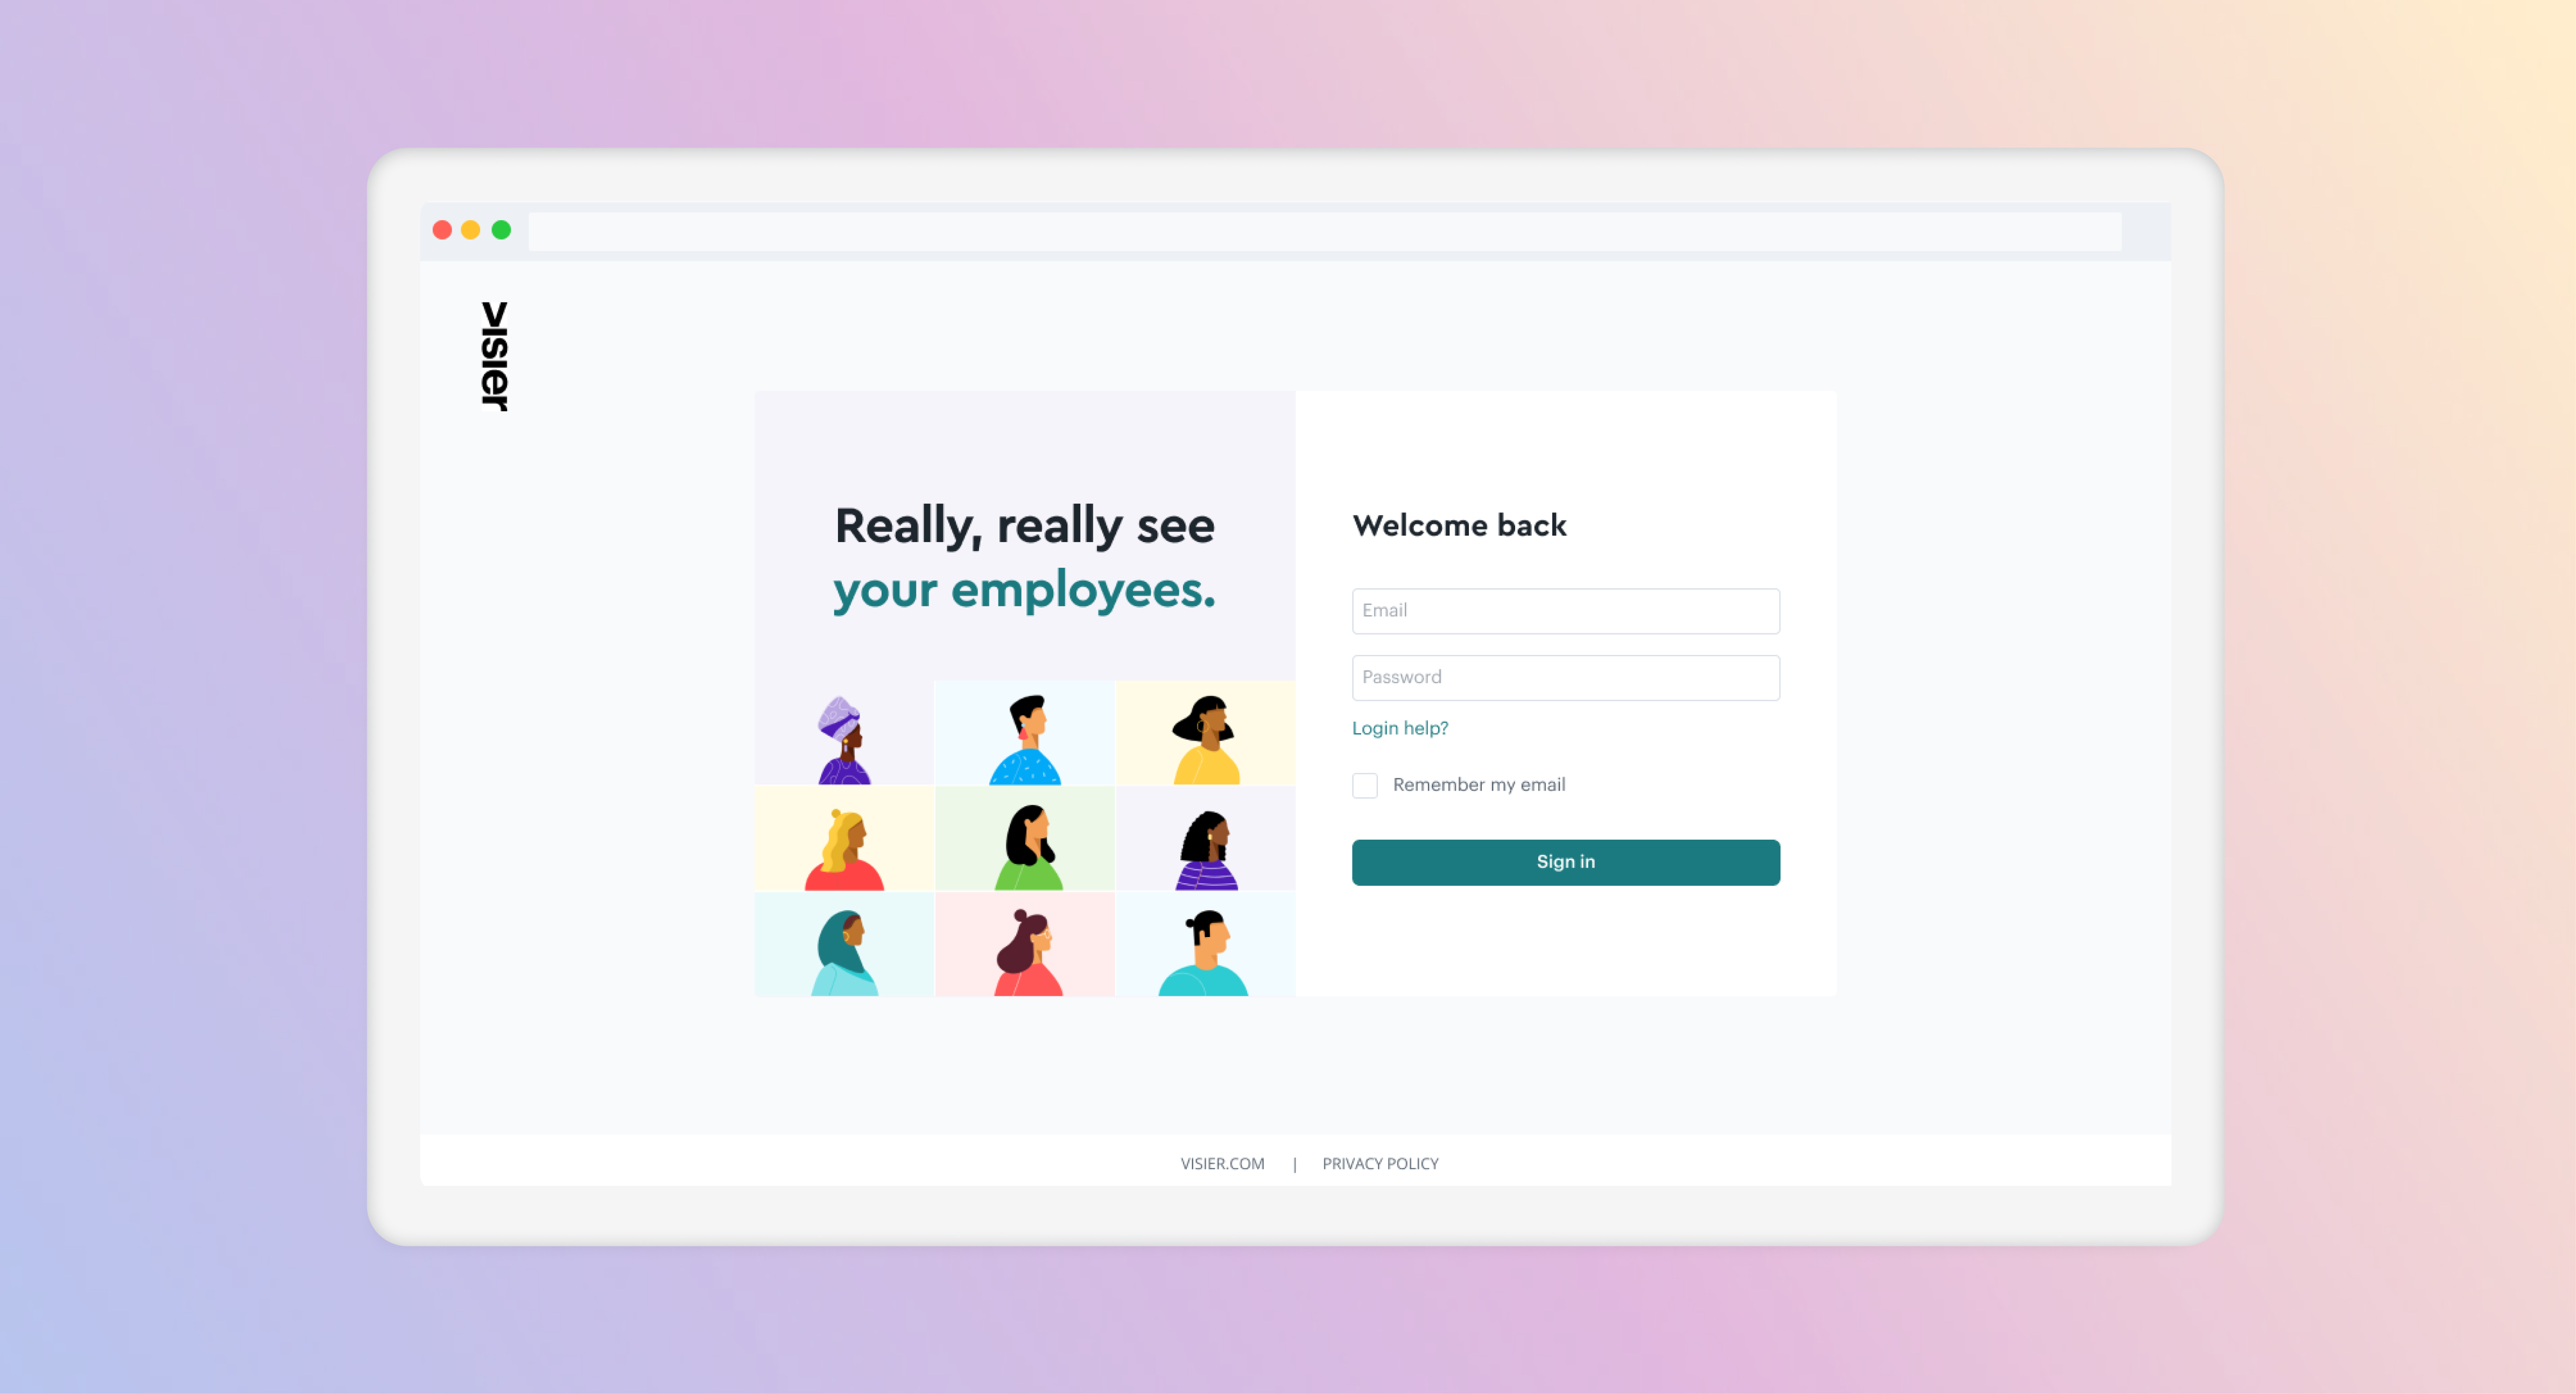 visier
Really, really see
your employees.
Welcome back
Email
Password
Login help?
Remember my email
Sign in
VISIER.COM | PRIVACY POLICY